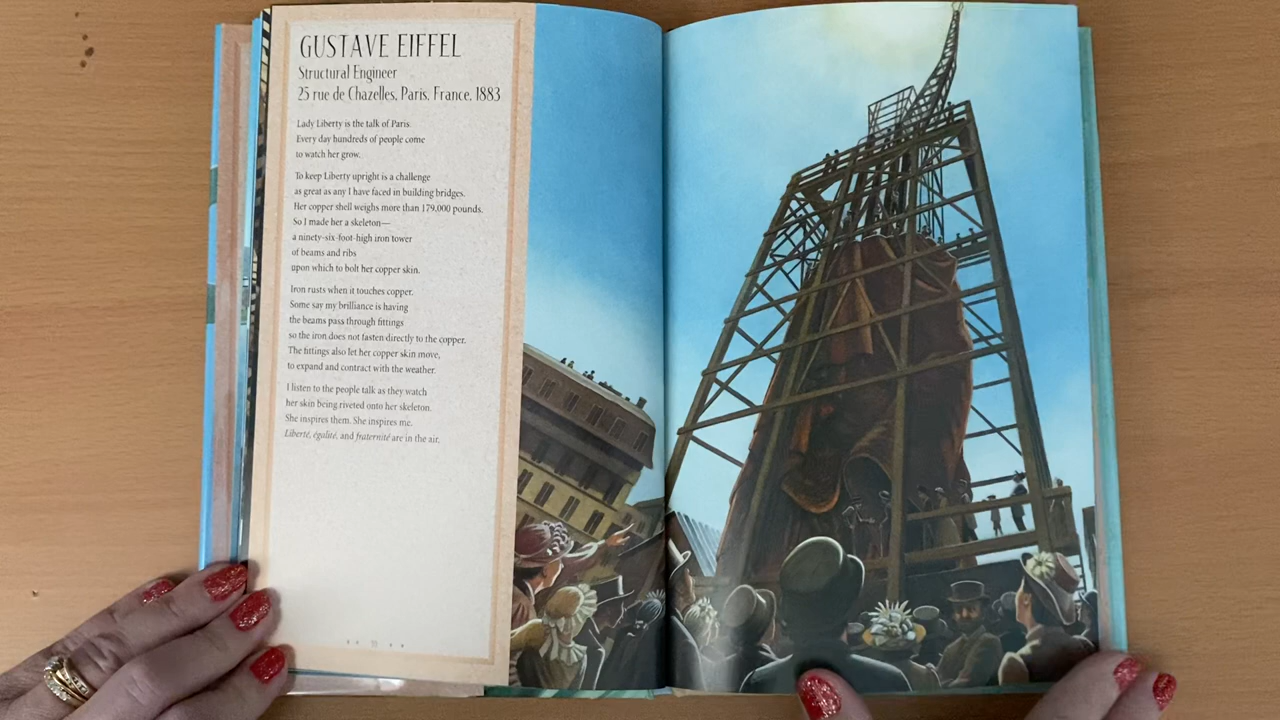 GUSTAVE EIFFEL
Structural Engineer
25 rue de Chazelles, Paris, France, 1883
Lady Liberty is the talk of Paris.
Every day hundreds of people come
to watch her grow.
To keep Liberty upright is a challenge
as great as any I have faced in building bridges.
Her copper shell weighs more than 179,000 pounds.
So I made her a skeleton—
a ninety-six-foot-high iron tower
of beams and ribs
upon which to bolt her copper skin.
Iron rusts when it touches copper.
Some say my brilliance is having
the beams pass through fittings
so the iron does not fasten directly to the copper.
The fittings also let her copper skin move,
to expand and contract with the weather.
I listen to the people talk as they watch
her skin being riveted onto her skeleton.
She inspires them. She inspires me.
Liberté, égalité, and fraternité are in the air.